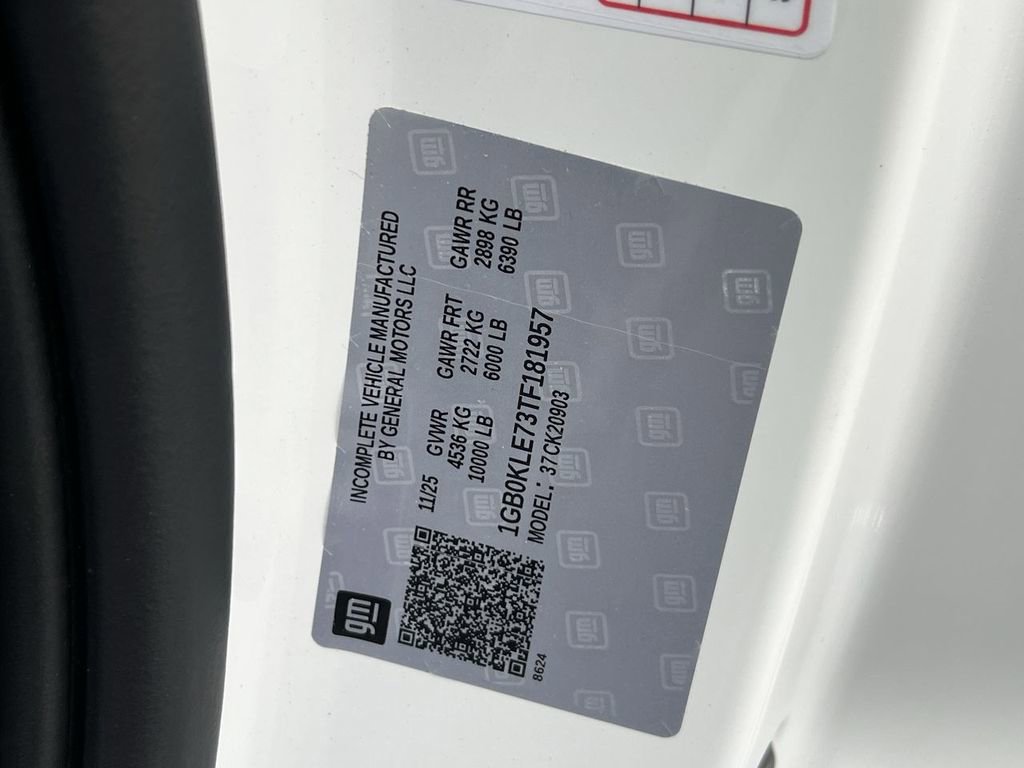 INCOMPLETE VEHICLE MANUFACTURED
BY GENERAL MOTORS LLC
11/25 GVWR GAWR FRT GAWR RR
4536 KG 2722 KG 2898 KG
10000 LB 6000 LB 6390 LB
1GB0KLE73TF181957
MODEL: 37CK20903
gm
8624